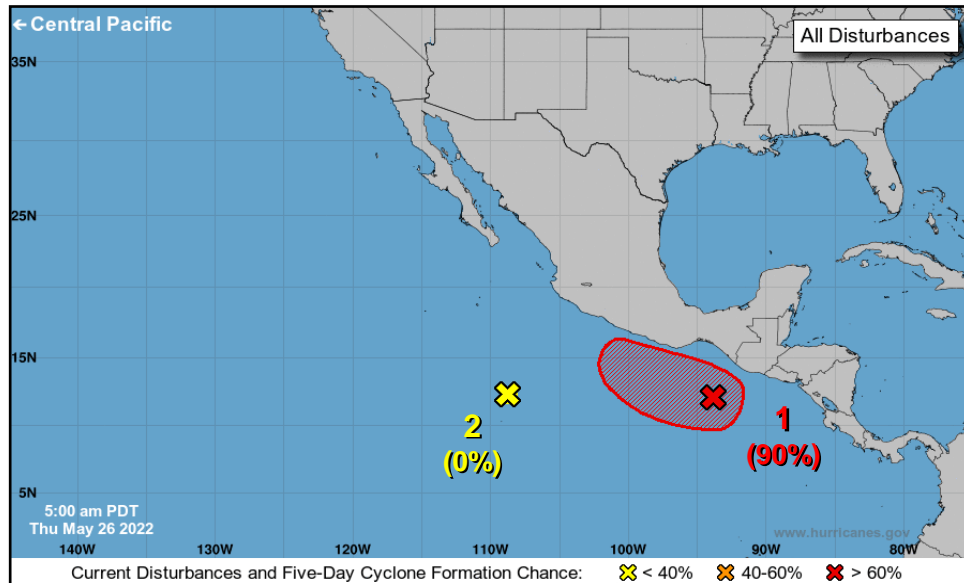 ← Central Pacific
All Disturbances
35N
25N
15N
5N
2
(0%)
1
(90%)
5:00 am PDT
Thu May 26 2022
www.hurricanes.gov
140W 130W 120W 110W 100W 90W 80W
Current Disturbances and Five-Day Cyclone Formation Chance: < 40% 40-60% > 60%